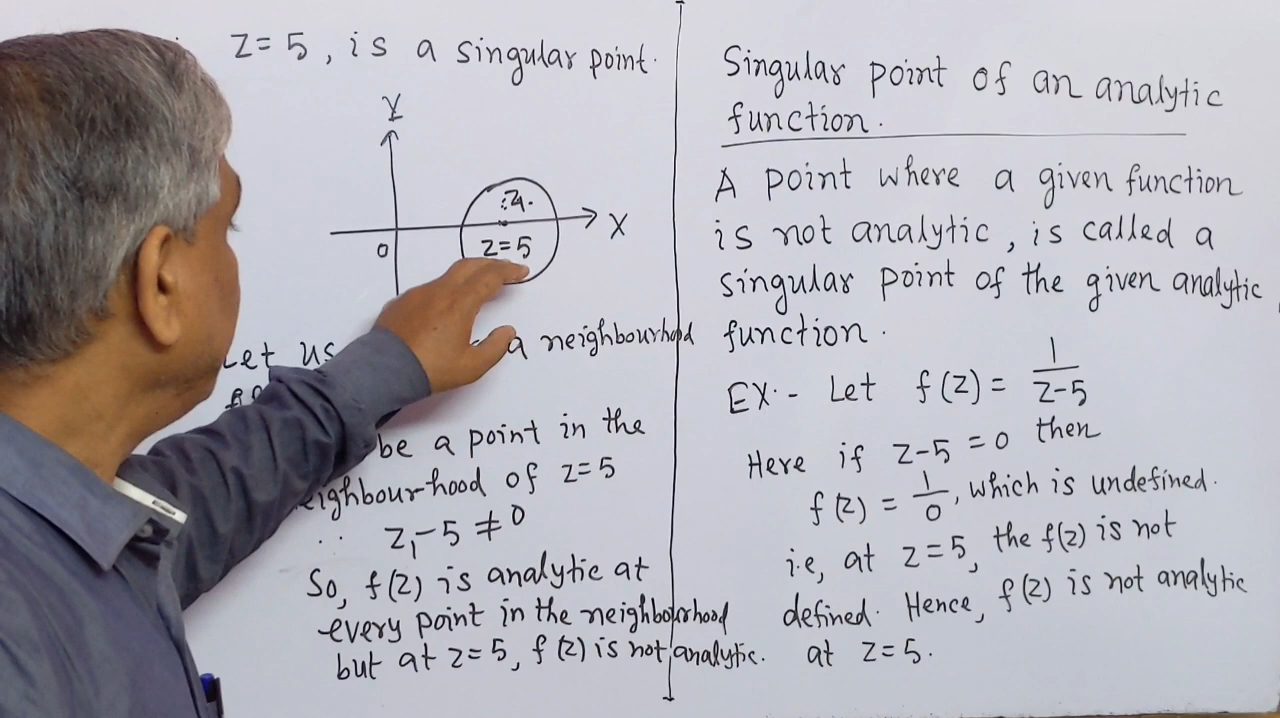 Z=5, is a singular point.
Y
z₁.
X
0
z=5
Let us a neighbourhood
be a point in the
neighbourhood of z=5
∴ z₁-5≠0
So, f(z) is analytic at
every point in the neighbourhood
but at z=5, f(z) is not analytic.
Singular point of an analytic
function.
A point where a given function
is not analytic, is called a
singular point of the given analytic
function.
EX:- Let f(z) = 1/z-5
Here if z-5=0 then
f(z) = 1/0, which is undefined.
i.e, at z=5, the f(z) is not
defined. Hence, f(z) is not analytic
at z=5.